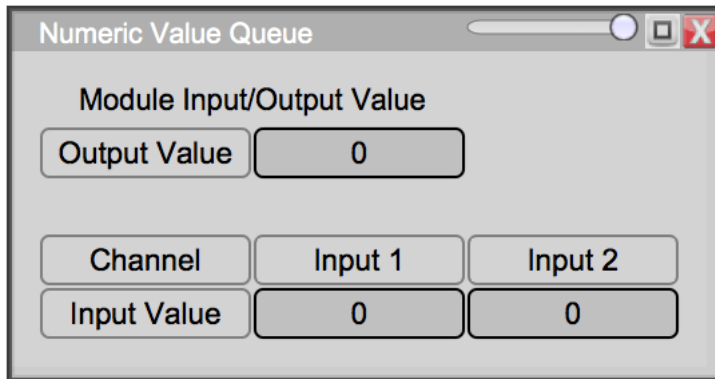 Numeric Value Queue
X
Module Input/Output Value
Output Value 0
Channel Input 1 Input 2
Input Value 0 0